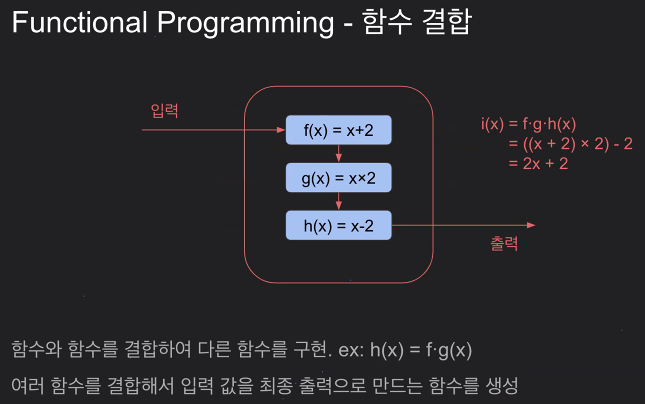 Functional Programming - 함수 결합
입력
f(x) = x+2
g(x) = x×2
h(x) = x-2
출력
i(x) = f·g·h(x)
= ((x + 2) × 2) - 2
= 2x + 2
함수와 함수를 결합하여 다른 함수를 구현. ex: h(x) = f·g(x)
여러 함수를 결합해서 입력 값을 최종 출력으로 만드는 함수를 생성